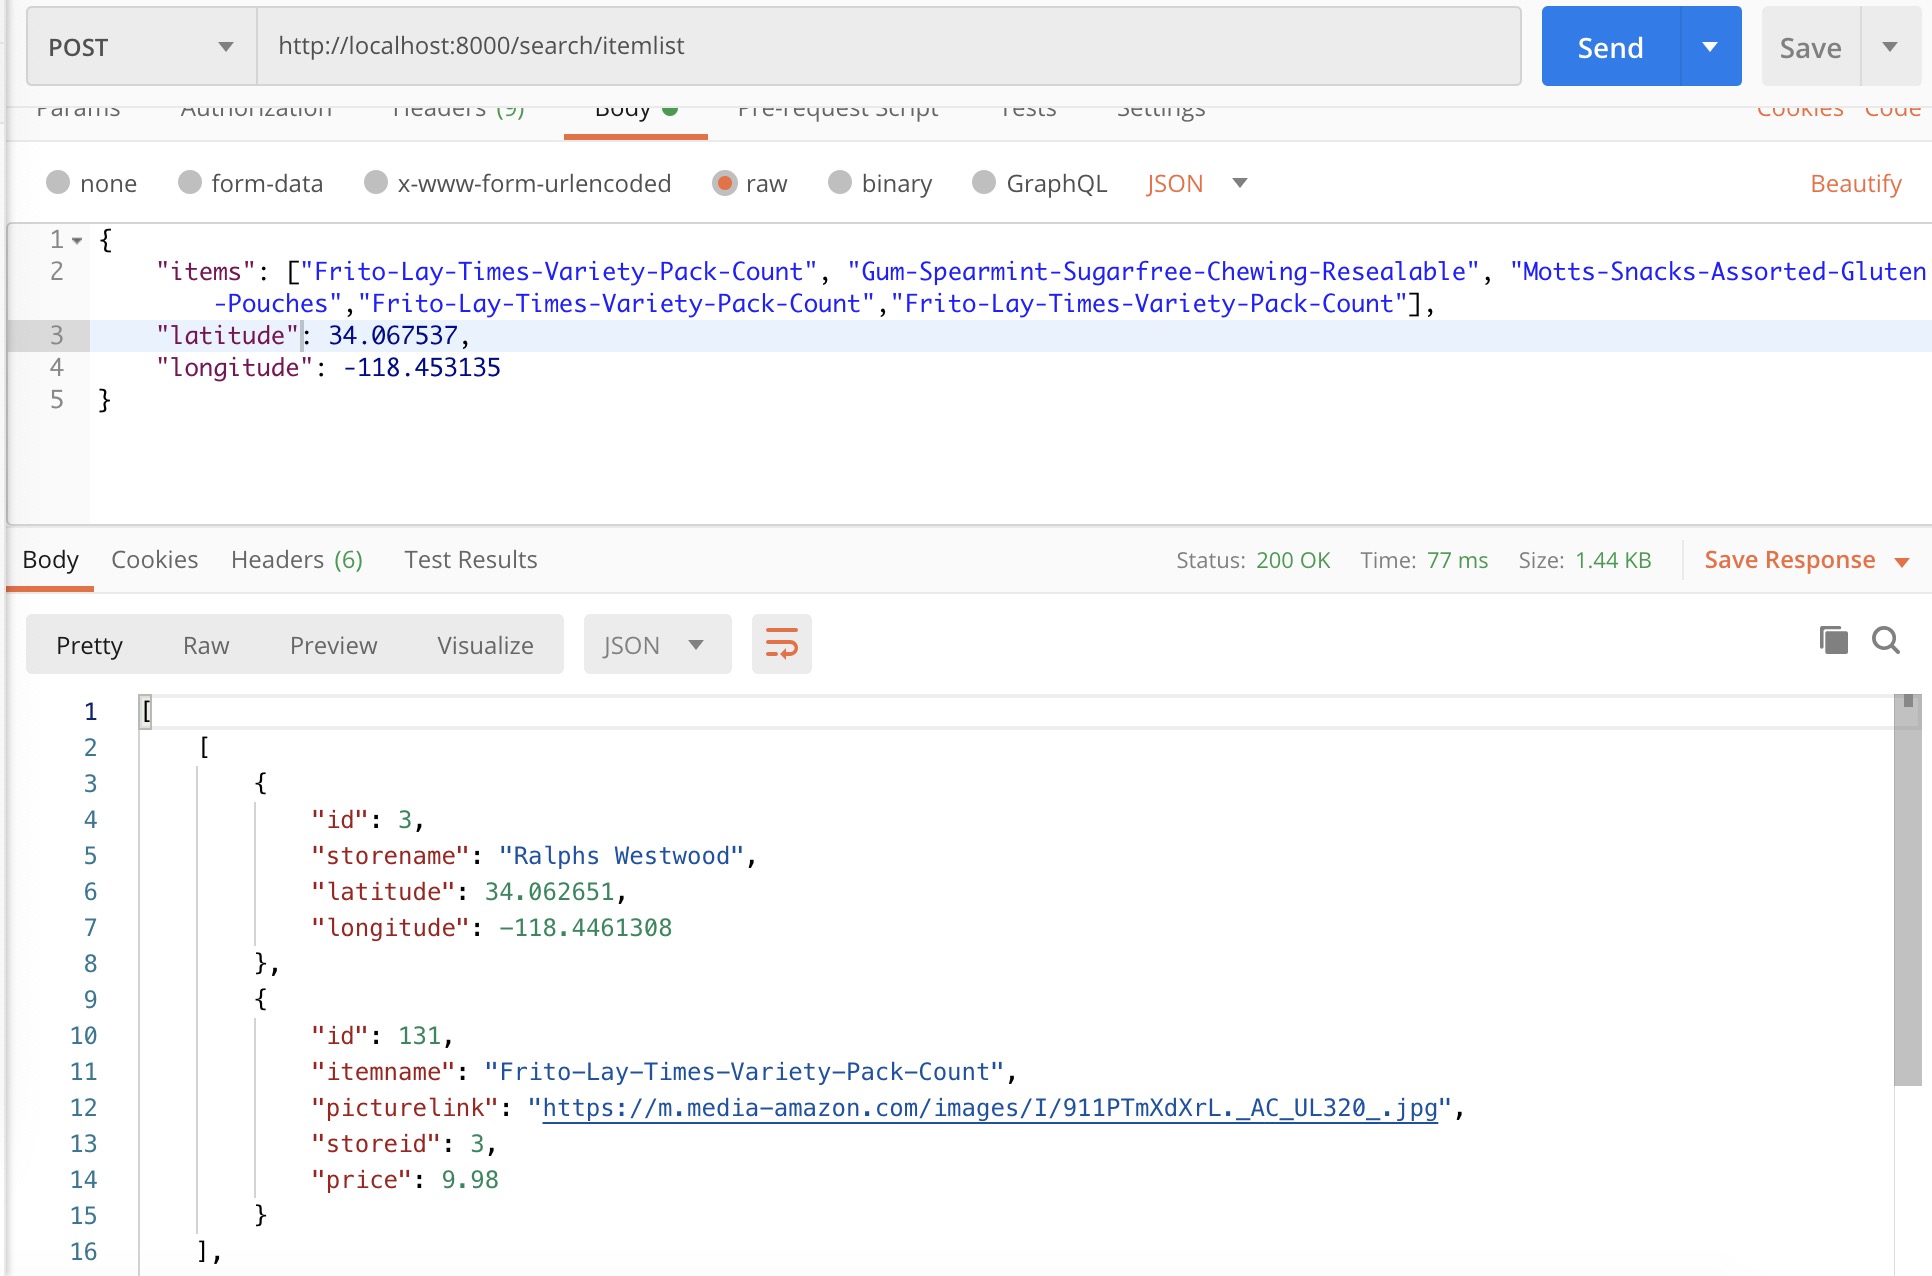 POST http://localhost:8000/search/itemlist Send Save
Params Authorization Headers (9) Body Pre-request Script Tests Settings Cookies Code
none form-data x-www-form-urlencoded raw binary GraphQL JSON Beautify
1 {
2 "items": ["Frito-Lay-Times-Variety-Pack-Count", "Gum-Spearmint-Sugarfree-Chewing-Resealable", "Motts-Snacks-Assorted-Gluten
-Pouches","Frito-Lay-Times-Variety-Pack-Count","Frito-Lay-Times-Variety-Pack-Count"],
3 "latitude": 34.067537,
4 "longitude": -118.453135
5 }
Body Cookies Headers (6) Test Results Status: 200 OK Time: 77 ms Size: 1.44 KB Save Response
Pretty Raw Preview Visualize JSON
1 [
2 [
3 {
4 "id": 3,
5 "storename": "Ralphs Westwood",
6 "latitude": 34.062651,
7 "longitude": -118.4461308
8 },
9 {
10 "id": 131,
11 "itemname": "Frito-Lay-Times-Variety-Pack-Count",
12 "picturelink": "https://m.media-amazon.com/images/I/911PTmXdXrL._AC_UL320_.jpg",
13 "storeid": 3,
14 "price": 9.98
15 }
16 ],